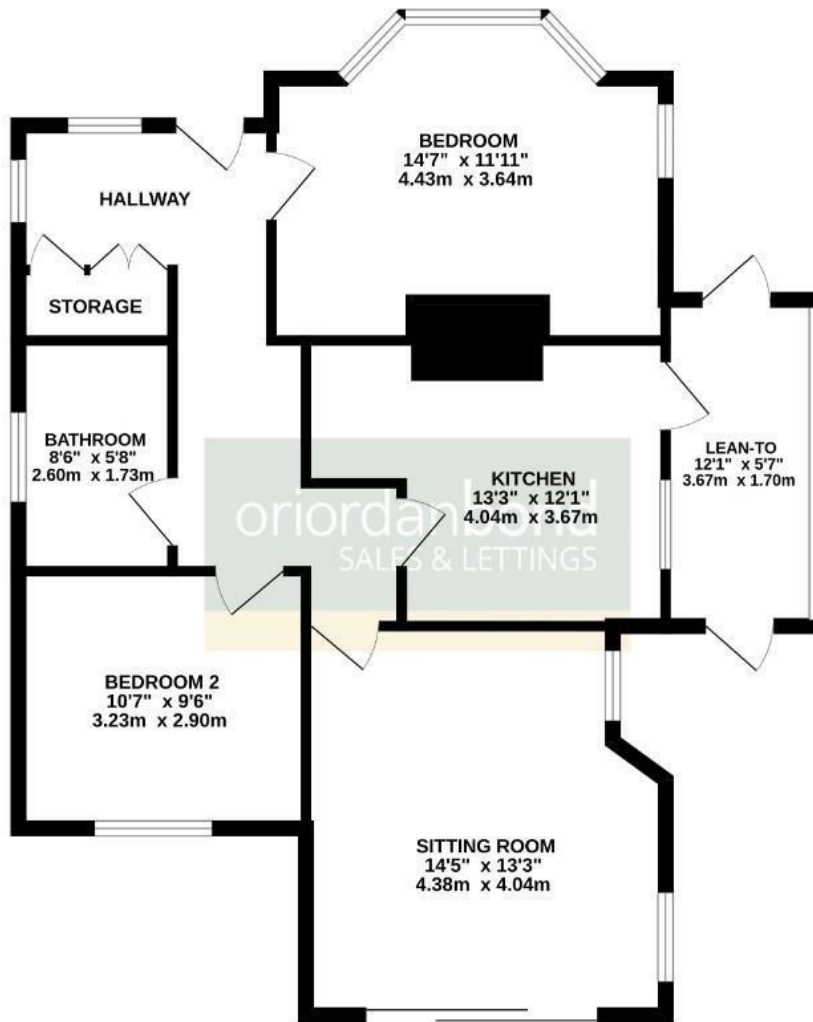 BEDROOM
14'7" x 11'11"
4.43m x 3.64m
HALLWAY
STORAGE
BATHROOM
8'6" x 5'8"
2.60m x 1.73m
KITCHEN
13'3" x 12'1"
4.04m x 3.67m
LEAN-TO
12'1" x 5'7"
3.67m x 1.70m
oriordanbond
SALES & LETTINGS
BEDROOM 2
10'7" x 9'6"
3.23m x 2.90m
SITTING ROOM
14'5" x 13'3"
4.38m x 4.04m